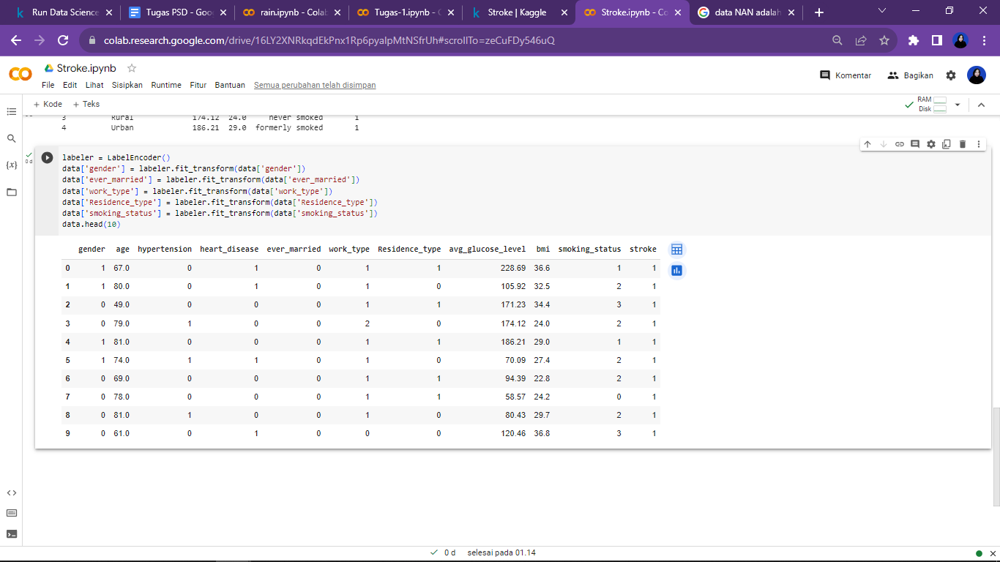 Run Data Science
Tugas PSD - Goo
rain.ipynb - Colab
Tugas-1.ipynb - C
Stroke | Kaggle
Stroke.ipynb - Co
data NAN adalah
colab.research.google.com/drive/16LY2XNRkqdEkPnx1Rp6pyaIpMtNSfrUh#scrollTo=zeCuFDy546uQ
Stroke.ipynb
File Edit Lihat Sisipkan Runtime Fitur Bantuan Semua perubahan telah disimpan
Komentar Bagikan
+ Kode + Teks
RAM
Disk
3 Rural 174.12 24.0 never smoked 1
4 Urban 186.21 29.0 formerly smoked 1
0 d
labeler = LabelEncoder()
data['gender'] = labeler.fit_transform(data['gender'])
data['ever_married'] = labeler.fit_transform(data['ever_married'])
data['work_type'] = labeler.fit_transform(data['work_type'])
data['Residence_type'] = labeler.fit_transform(data['Residence_type'])
data['smoking_status'] = labeler.fit_transform(data['smoking_status'])
data.head(10)
gender age hypertension heart_disease ever_married work_type Residence_type avg_glucose_level bmi smoking_status stroke
0 1 67.0 0 1 0 1 1 228.69 36.6 1 1
1 1 80.0 0 1 0 1 0 105.92 32.5 2 1
2 0 49.0 0 0 0 1 1 171.23 34.4 3 1
3 0 79.0 1 0 0 2 0 174.12 24.0 2 1
4 1 81.0 0 0 0 1 1 186.21 29.0 1 1
5 1 74.0 1 1 0 1 0 70.09 27.4 2 1
6 0 69.0 0 0 0 1 1 94.39 22.8 2 1
7 0 78.0 0 0 0 1 1 58.57 24.2 0 1
8 0 81.0 1 0 0 1 0 80.43 29.7 2 1
9 0 61.0 0 1 0 0 0 120.46 36.8 3 1
0 d selesai pada 01.14